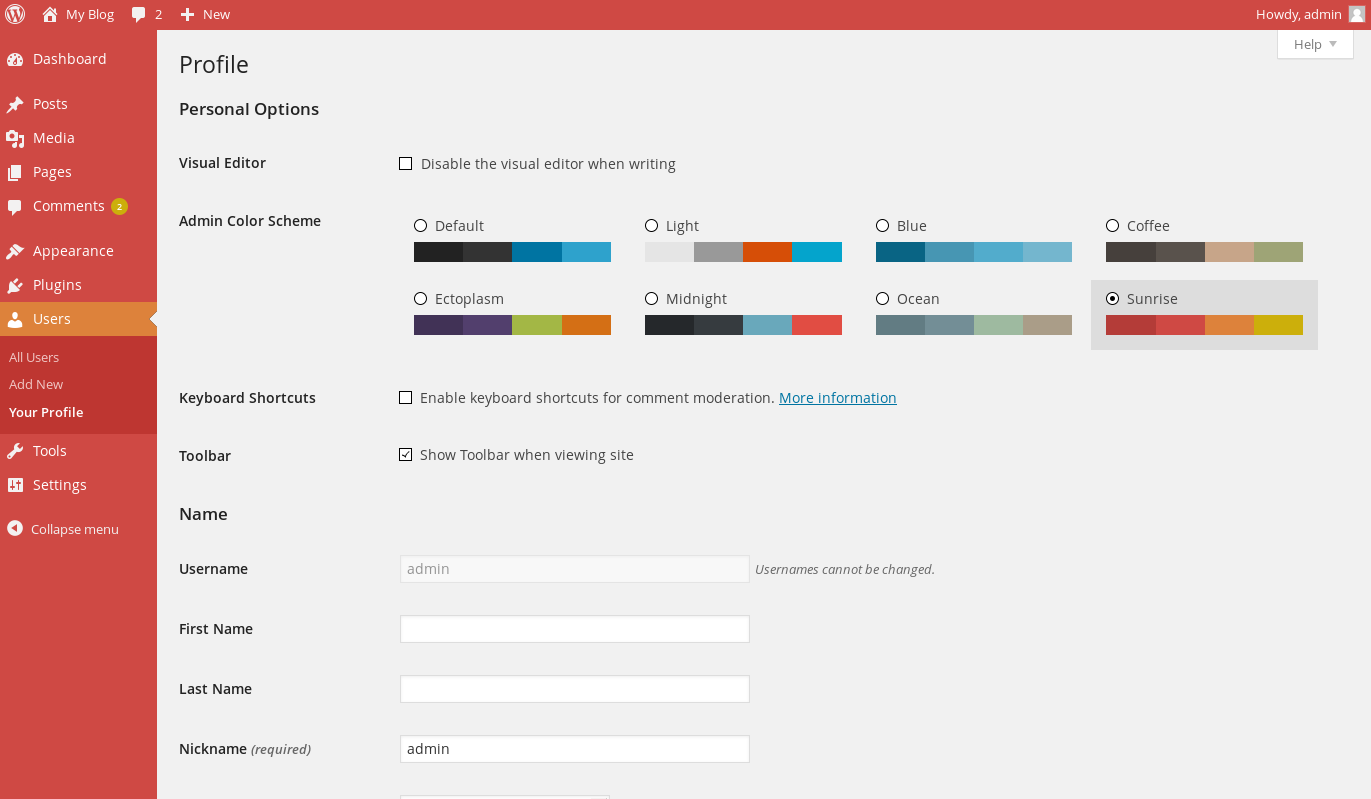 My Blog 2 New Howdy, admin
Help
Dashboard
Posts
Media
Pages
Comments 2
Appearance
Plugins
Users
All Users
Add New
Your Profile
Tools
Settings
Collapse menu
Profile
Personal Options
Visual Editor Disable the visual editor when writing
Admin Color Scheme Default Light Blue Coffee
Ectoplasm Midnight Ocean Sunrise
Keyboard Shortcuts Enable keyboard shortcuts for comment moderation. More information
Toolbar Show Toolbar when viewing site
Name
Username admin Usernames cannot be changed.
First Name
Last Name
Nickname (required) admin